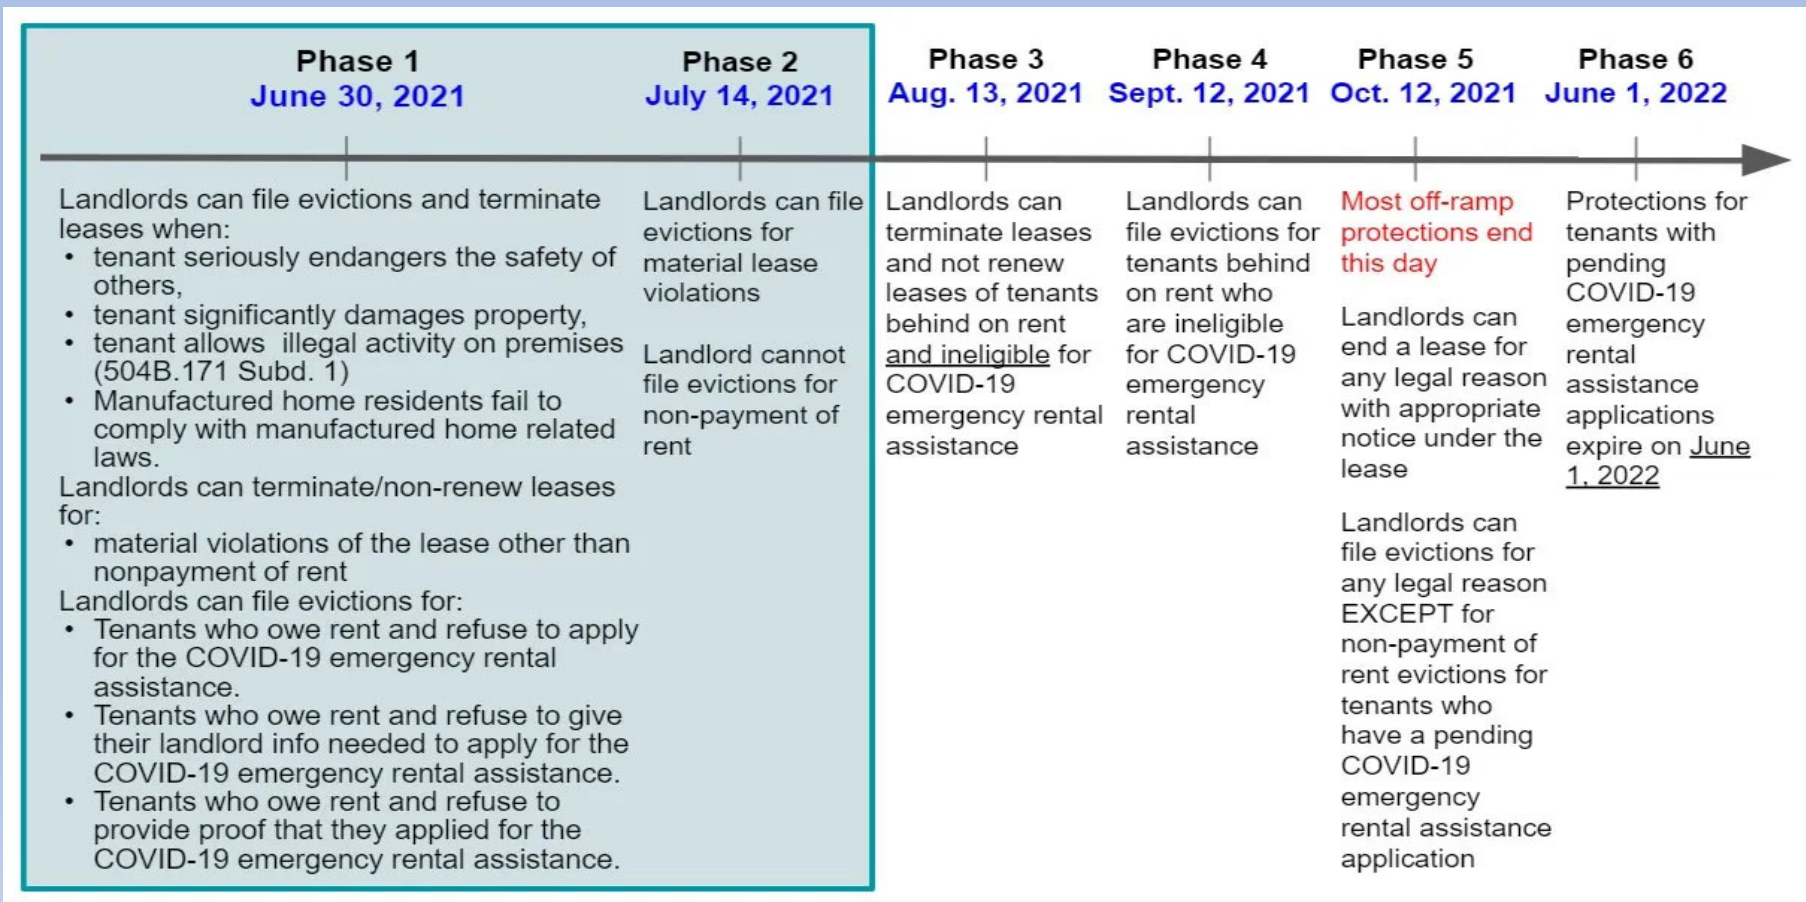 Phase 1
June 30, 2021
Landlords can file evictions and terminate
leases when:
• tenant seriously endangers the safety of
others,
• tenant significantly damages property,
• tenant allows  illegal activity on premises
(504B.171 Subd. 1)
• Manufactured home residents fail to
comply with manufactured home related
laws.
Landlords can terminate/non-renew leases
for:
• material violations of the lease other than
nonpayment of rent
Landlords can file evictions for:
• Tenants who owe rent and refuse to apply
for the COVID-19 emergency rental
assistance.
• Tenants who owe rent and refuse to give
their landlord info needed to apply for the
COVID-19 emergency rental assistance.
• Tenants who owe rent and refuse to
provide proof that they applied for the
COVID-19 emergency rental assistance.
Phase 2
July 14, 2021
Landlords can file
evictions for
material lease
violations
Landlord cannot
file evictions for
non-payment of
rent
Phase 3
Aug. 13, 2021
Landlords can
terminate leases
and not renew
leases of tenants
behind on rent
and ineligible for
COVID-19
emergency rental
assistance
Phase 4
Sept. 12, 2021
Landlords can
file evictions for
tenants behind
on rent who
are ineligible
for COVID-19
emergency
rental
assistance
Phase 5
Oct. 12, 2021
Most off-ramp
protections end
this day
Landlords can
end a lease for
any legal reason
with appropriate
notice under the
lease
Landlords can
file evictions for
any legal reason
EXCEPT for
non-payment of
rent evictions for
tenants who
have a pending
COVID-19
emergency
rental assistance
application
Phase 6
June 1, 2022
Protections for
tenants with
pending
COVID-19
emergency
rental
assistance
applications
expire on June
1, 2022